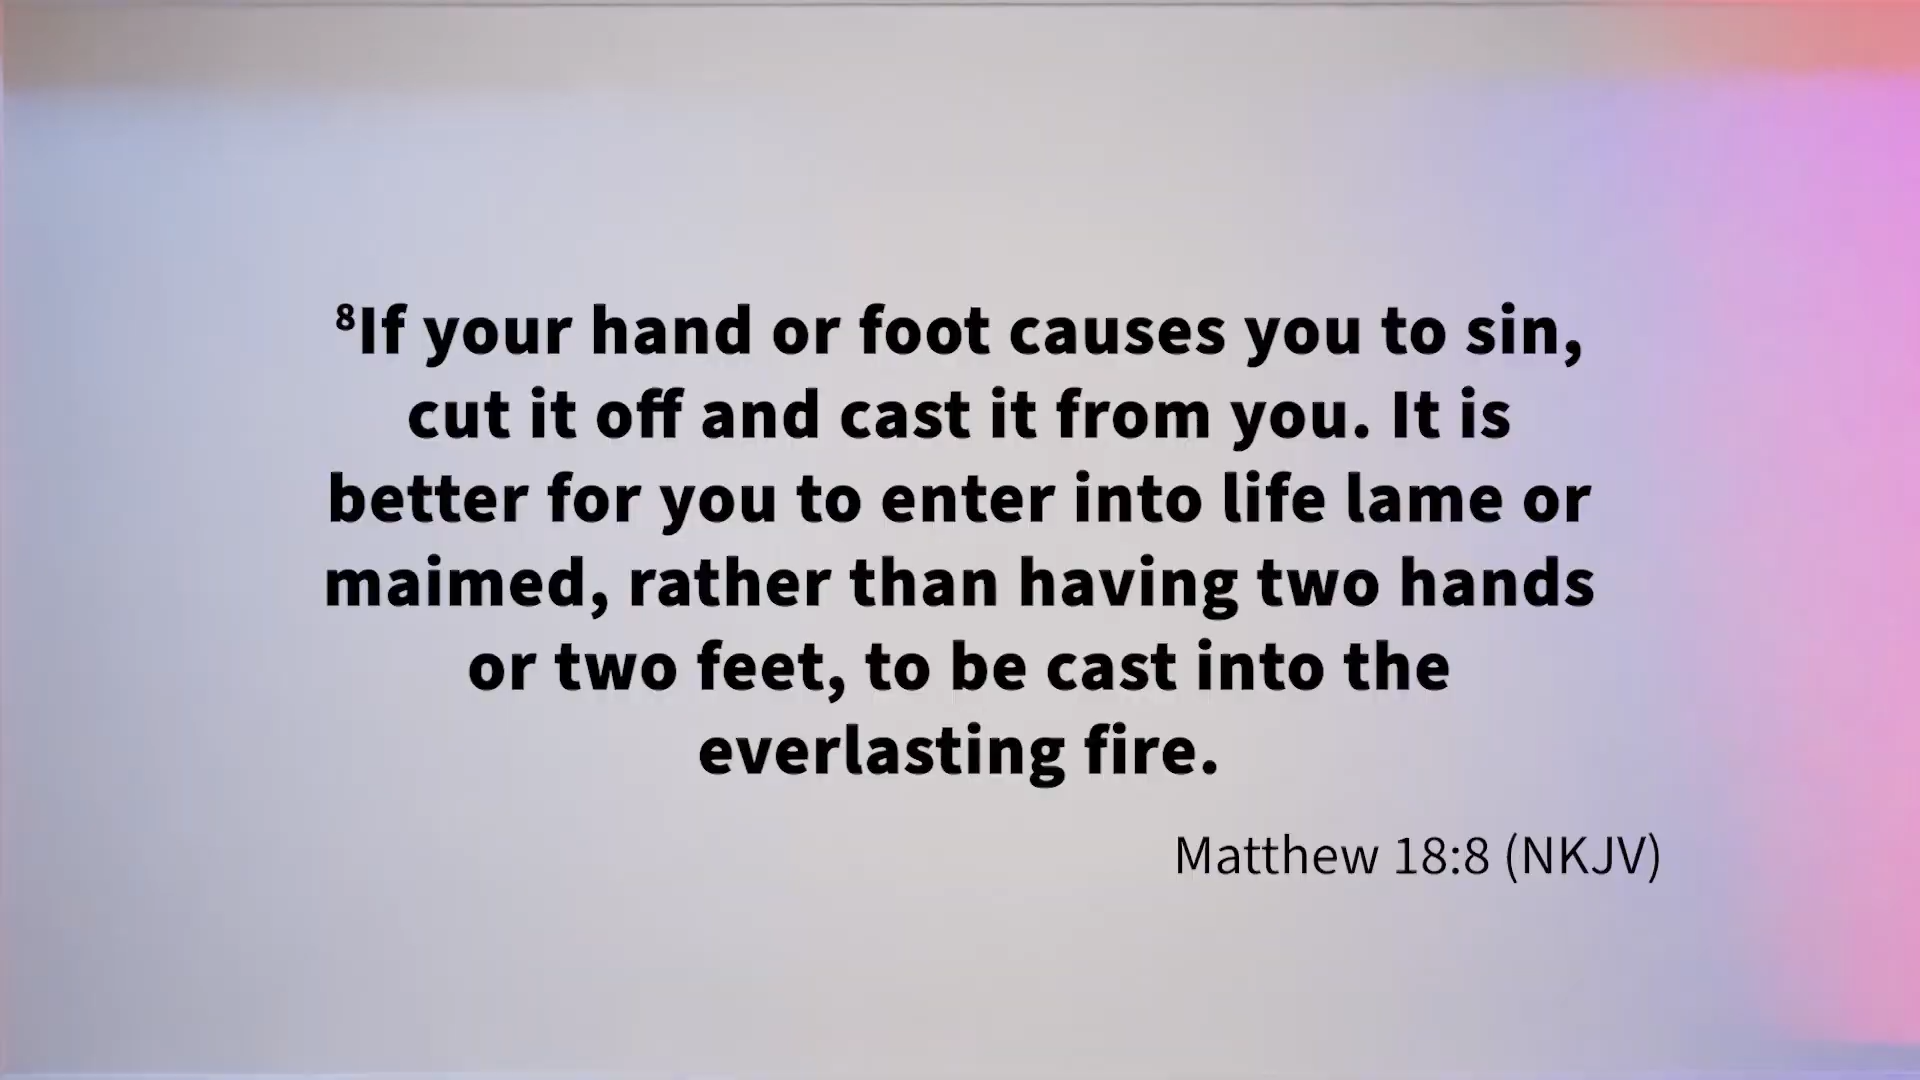 ⁸If your hand or foot causes you to sin,
cut it off and cast it from you. It is
better for you to enter into life lame or
maimed, rather than having two hands
or two feet, to be cast into the
everlasting fire.
Matthew 18:8 (NKJV)